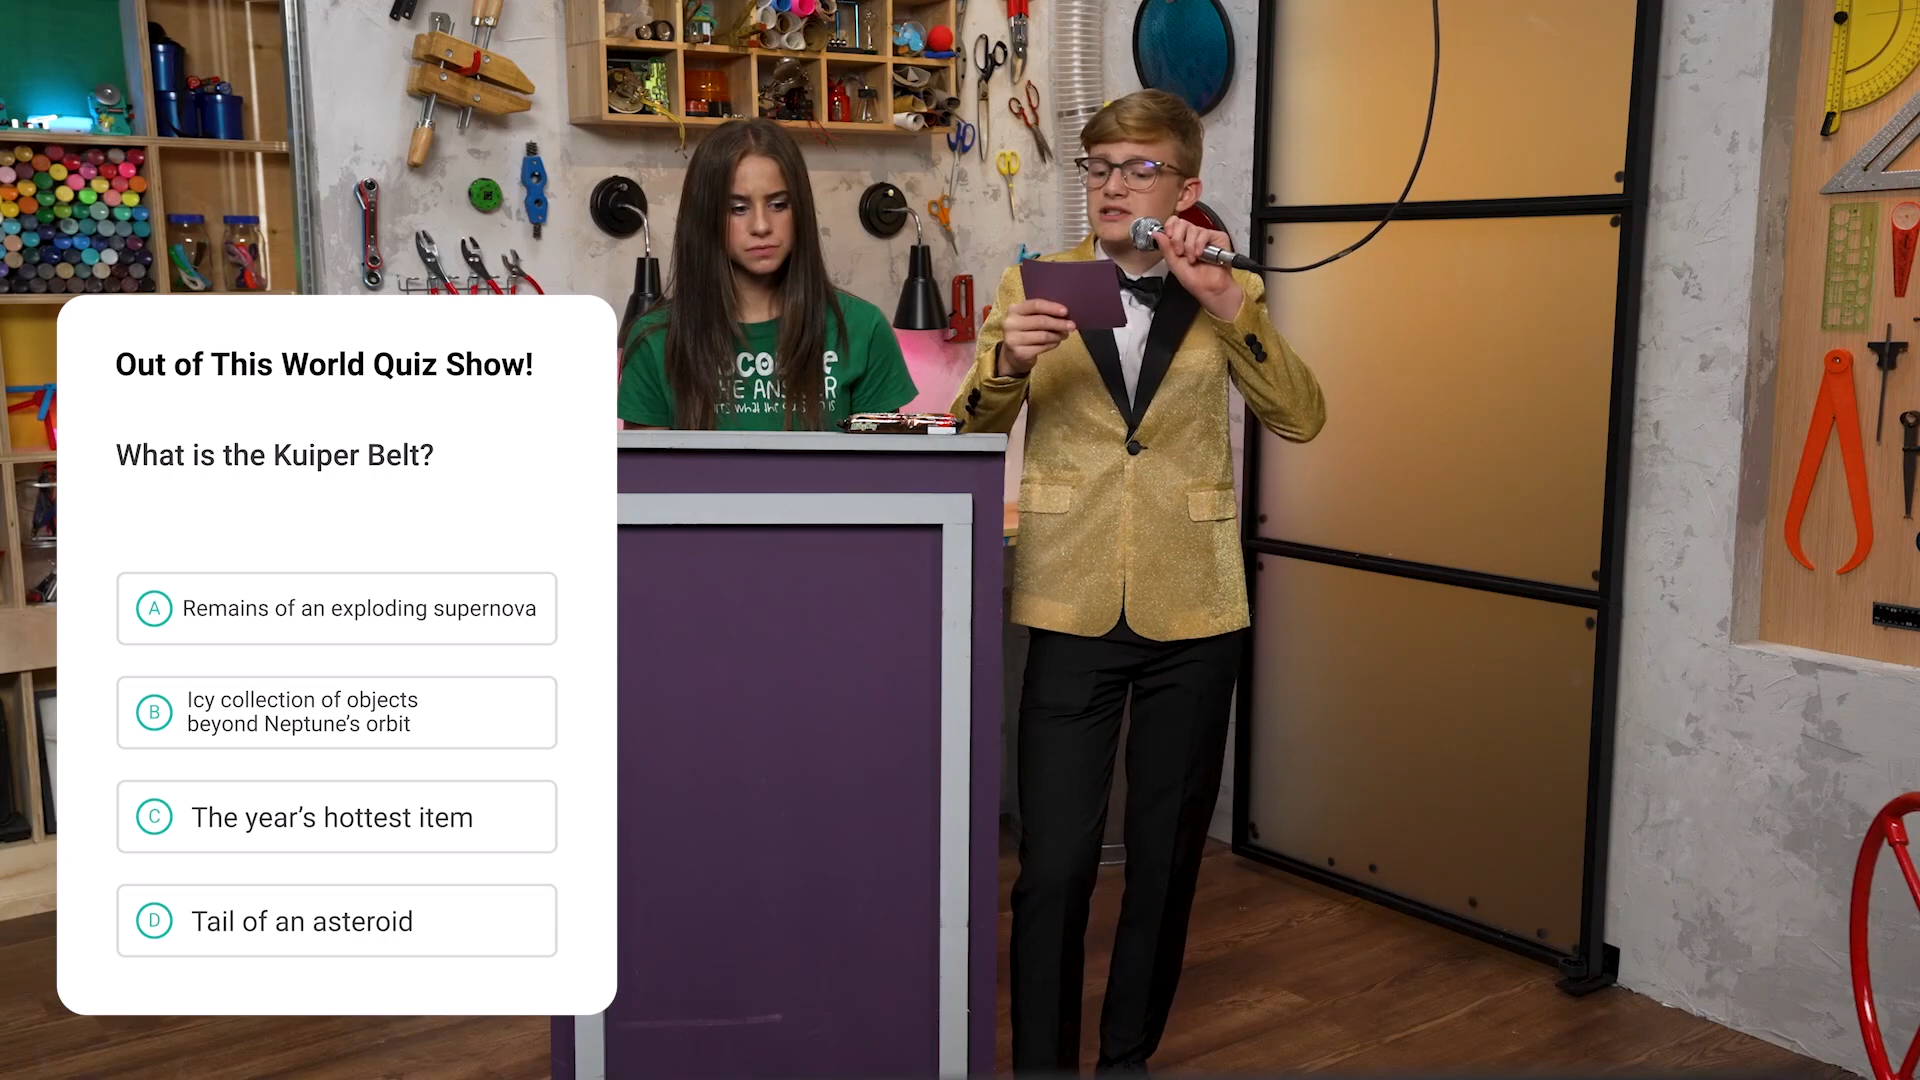 Out of This World Quiz Show!
What is the Kuiper Belt?
A Remains of an exploding supernova
B Icy collection of objects
beyond Neptune’s orbit
C The year’s hottest item
D Tail of an asteroid